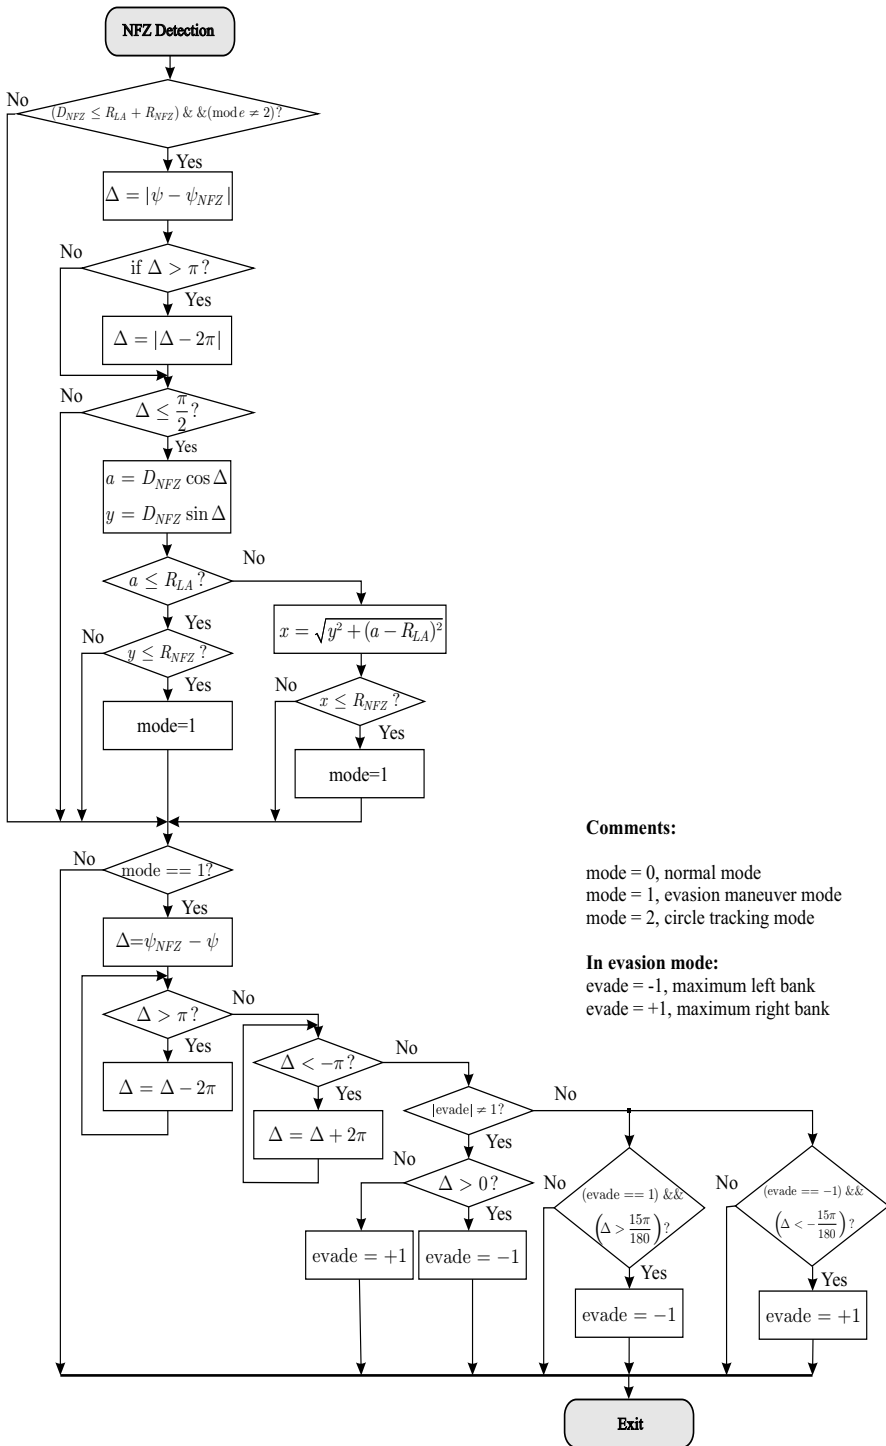 NFZ Detection
No
(D_NFZ ≤ R_LA + R_NFZ) & &(mode ≠ 2)?
Yes
Δ = |ψ − ψ_NFZ|
No
if Δ > π?
Yes
Δ = |Δ − 2π|
No
Δ ≤ π/2?
Yes
a = D_NFZ cos Δ
y = D_NFZ sin Δ
No
a ≤ R_LA?
Yes
x = √(y² + (a − R_LA)²)
No
y ≤ R_NFZ?
Yes
No
x ≤ R_NFZ?
Yes
mode=1
mode=1
Comments:
mode = 0, normal mode
mode = 1, evasion maneuver mode
mode = 2, circle tracking mode
In evasion mode:
evade = -1, maximum left bank
evade = +1, maximum right bank
No
mode == 1?
Yes
Δ=ψ_NFZ − ψ
Δ > π?
No
Yes
Δ = Δ − 2π
Δ < −π?
No
Yes
Δ = Δ + 2π
|evade| ≠ 1?
No
Yes
No
Δ > 0?
Yes
evade = +1
evade = −1
No
(evade == 1) &&
(Δ > 15π/180)?
Yes
evade = −1
No
(evade == −1) &&
(Δ < −15π/180)?
Yes
evade = +1
Exit